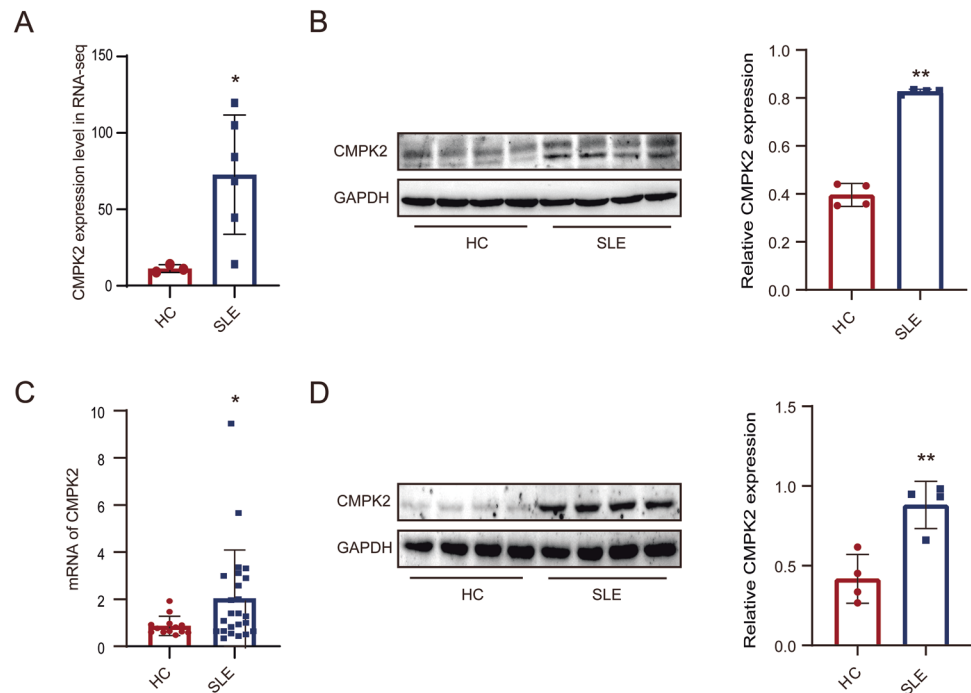 A
CMPK2 expression level in RNA-seq
150
100
50
0
*
HC
SLE
B
CMPK2
GAPDH
HC
SLE
Relative CMPK2 expression
0.0
0.2
0.4
0.6
0.8
1.0
**
HC
SLE
C
mRNA of CMPK2
10
8
6
4
2
0
*
HC
SLE
D
CMPK2
GAPDH
HC
SLE
Relative CMPK2 expression
1.5
1.0
0.5
0.0
**
HC
SLE